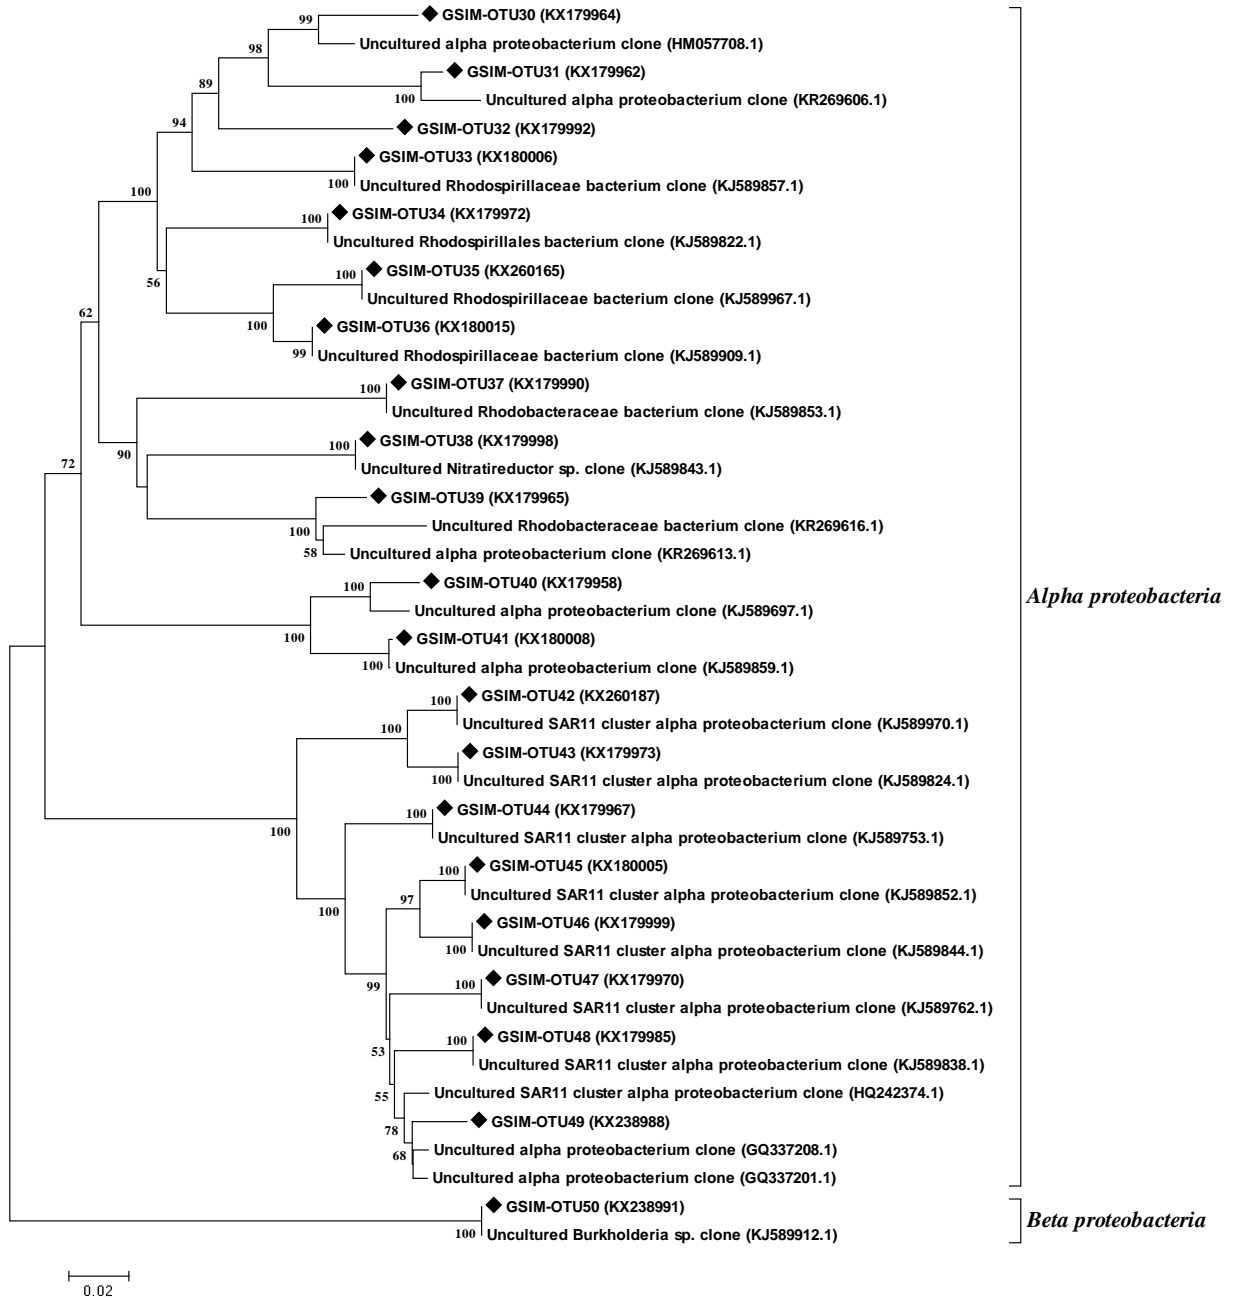 99
GSIM-OTU30 (KX179964)
98
Uncultured alpha proteobacterium clone (HM057708.1)
GSIM-OTU31 (KX179962)
89
100
Uncultured alpha proteobacterium clone (KR269606.1)
94
GSIM-OTU32 (KX179992)
GSIM-OTU33 (KX180006)
100
Uncultured Rhodospirillaceae bacterium clone (KJ589857.1)
100
100
GSIM-OTU34 (KX179972)
Uncultured Rhodospirillales bacterium clone (KJ589822.1)
56
100
GSIM-OTU35 (KX260165)
Uncultured Rhodospirillaceae bacterium clone (KJ589967.1)
62
100
GSIM-OTU36 (KX180015)
99
Uncultured Rhodospirillaceae bacterium clone (KJ589909.1)
100
GSIM-OTU37 (KX179990)
Uncultured Rhodobacteraceae bacterium clone (KJ589853.1)
90
100
GSIM-OTU38 (KX179998)
72
Uncultured Nitratireductor sp. clone (KJ589843.1)
GSIM-OTU39 (KX179965)
100
Uncultured Rhodobacteraceae bacterium clone (KR269616.1)
58
Uncultured alpha proteobacterium clone (KR269613.1)
100
GSIM-OTU40 (KX179958)
Alpha proteobacteria
Uncultured alpha proteobacterium clone (KJ589697.1)
100
GSIM-OTU41 (KX180008)
100
Uncultured alpha proteobacterium clone (KJ589859.1)
100
GSIM-OTU42 (KX260187)
Uncultured SAR11 cluster alpha proteobacterium clone (KJ589970.1)
100
GSIM-OTU43 (KX179973)
100
Uncultured SAR11 cluster alpha proteobacterium clone (KJ589824.1)
100
100
GSIM-OTU44 (KX179967)
Uncultured SAR11 cluster alpha proteobacterium clone (KJ589753.1)
100
GSIM-OTU45 (KX180005)
Uncultured SAR11 cluster alpha proteobacterium clone (KJ589852.1)
97
100
GSIM-OTU46 (KX179999)
100
Uncultured SAR11 cluster alpha proteobacterium clone (KJ589844.1)
99
100
GSIM-OTU47 (KX179970)
Uncultured SAR11 cluster alpha proteobacterium clone (KJ589762.1)
53
100
GSIM-OTU48 (KX179985)
Uncultured SAR11 cluster alpha proteobacterium clone (KJ589838.1)
55
Uncultured SAR11 cluster alpha proteobacterium clone (HQ242374.1)
78
GSIM-OTU49 (KX238988)
68
Uncultured alpha proteobacterium clone (GQ337208.1)
Uncultured alpha proteobacterium clone (GQ337201.1)
GSIM-OTU50 (KX238991)
Beta proteobacteria
100
Uncultured Burkholderia sp. clone (KJ589912.1)
0.02